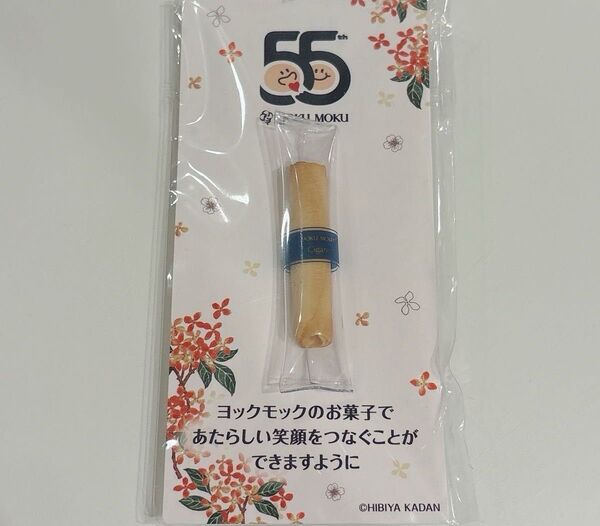 55th
YOKU MOKU
YOKU MOKU
Cigare
ヨックモックのお菓子で
あたらしい笑顔をつなぐことが
できますように
©HIBIYA KADAN